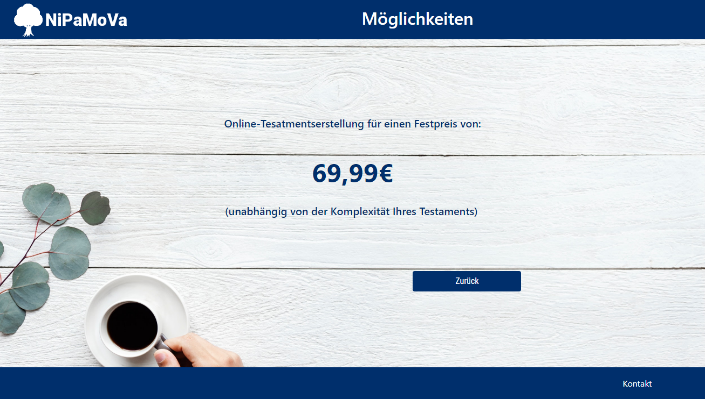 NiPaMoVa
Möglichkeiten
Online-Tesatmentserstellung für einen Festpreis von:
69,99€
(unabhängig von der Komplexität Ihres Testaments)
Zurück
Kontakt